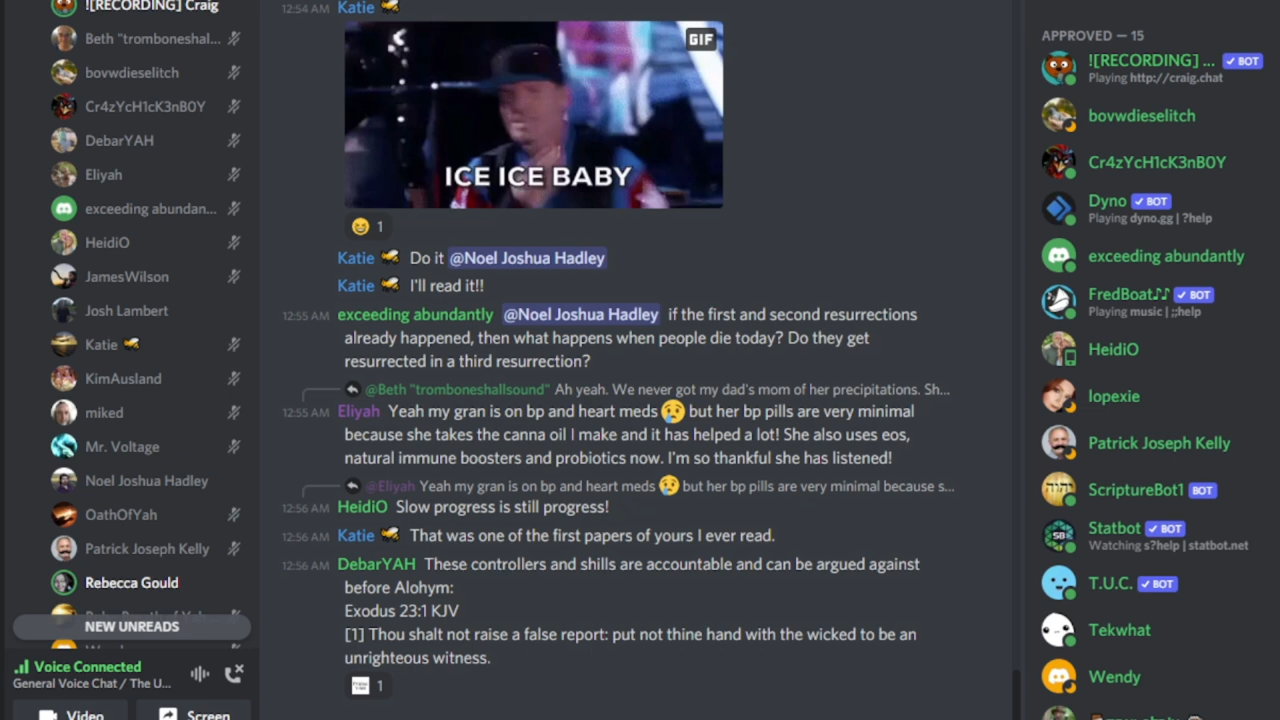 ![RECORDING] Craig
Beth "tromboneshal...
bovwdieselitch
Cr4zYcH1cK3nB0Y
DebarYAH
Eliyah
exceeding abundan...
HeidiO
JamesWilson
Josh Lambert
Katie
KimAusland
miked
Mr. Voltage
Noel Joshua Hadley
OathOfYah
Patrick Joseph Kelly
Rebecca Gould
NEW UNREADS
Voice Connected
General Voice Chat / The U...
Video
Screen
12:54 AM Katie
GIF
ICE ICE BABY
1
Katie Do it @Noel Joshua Hadley
Katie I'll read it!!
12:55 AM exceeding abundantly @Noel Joshua Hadley if the first and second resurrections
already happened, then what happens when people die today? Do they get
resurrected in a third resurrection?
@Beth "tromboneshallsound" Ah yeah. We never got my dad's mom of her precipitations. Sh...
12:55 AM Eliyah Yeah my gran is on bp and heart meds 😢 but her bp pills are very minimal
because she takes the canna oil I make and it has helped a lot! She also uses eos,
natural immune boosters and probiotics now. I'm so thankful she has listened!
@Eliyah Yeah my gran is on bp and heart meds 😢 but her bp pills are very minimal because s...
12:56 AM HeidiO Slow progress is still progress!
12:56 AM Katie That was one of the first papers of yours I ever read.
12:56 AM DebarYAH These controllers and shills are accountable and can be argued against
before Alohym:
Exodus 23:1 KJV
[1] Thou shalt not raise a false report: put not thine hand with the wicked to be an
unrighteous witness.
1
APPROVED — 15
![RECORDING] ... ✓ BOT
Playing http://craig.chat
bovwdieselitch
Cr4zYcH1cK3nB0Y
Dyno ✓ BOT
Playing dyno.gg | ?help
exceeding abundantly
FredBoat♪♪ ✓ BOT
Playing music | ;;help
HeidiO
lopexie
Patrick Joseph Kelly
ScriptureBot1 BOT
Statbot ✓ BOT
Watching s?help | statbot.net
T.U.C. ✓ BOT
Tekwhat
Wendy